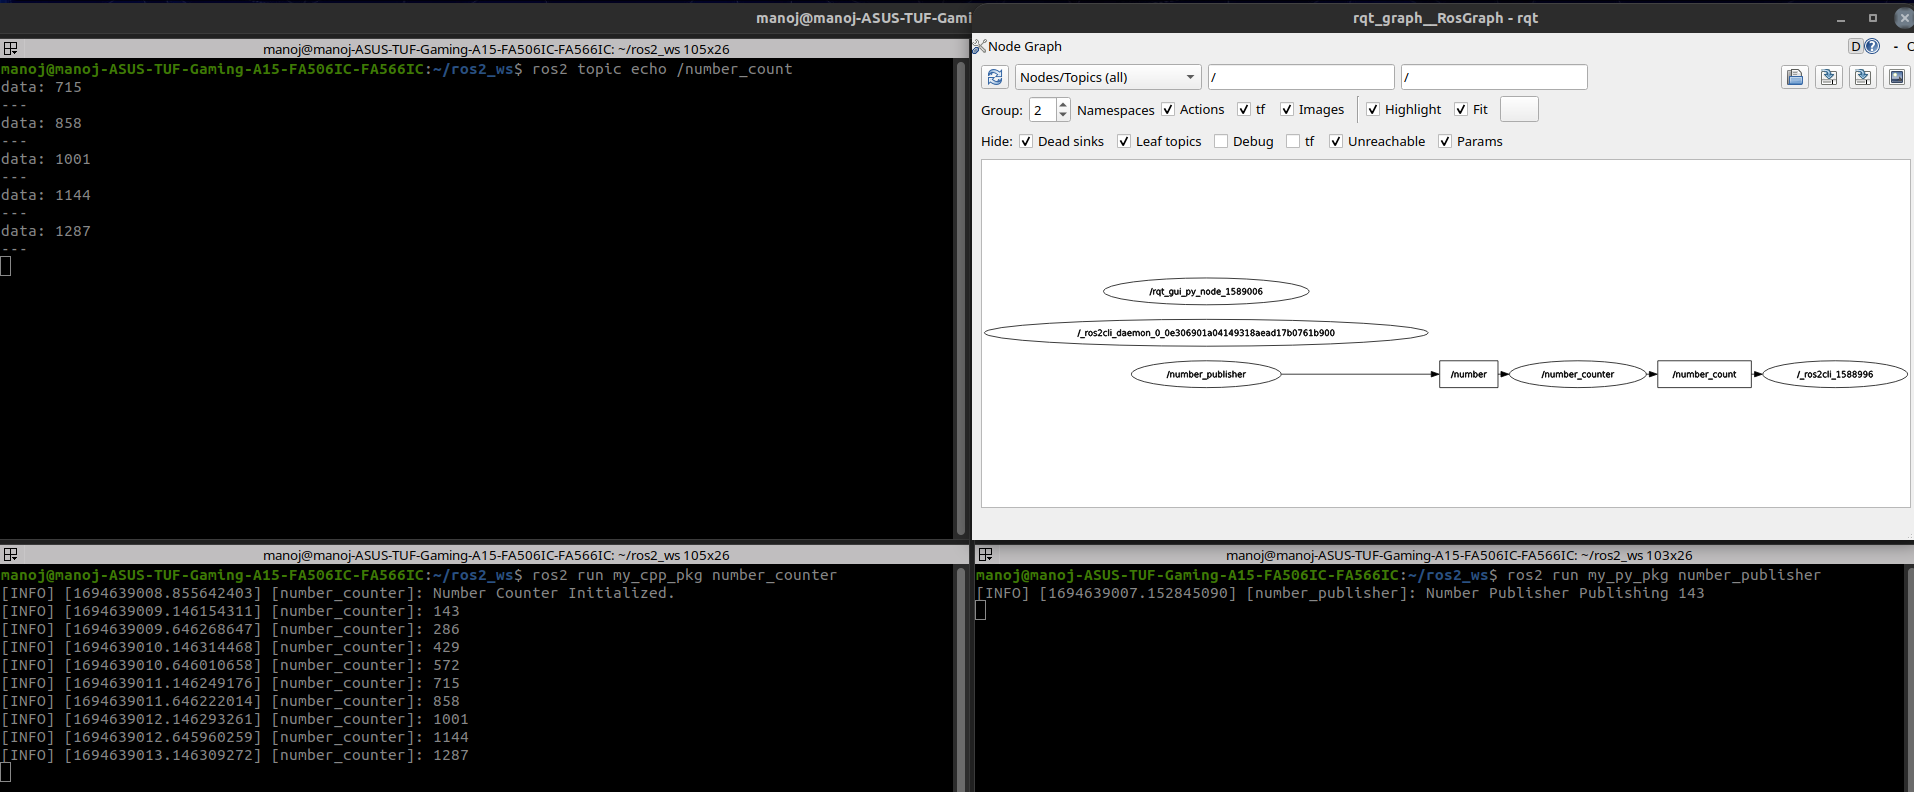 manoj@manoj-ASUS-TUF-Gami
manoj@manoj-ASUS-TUF-Gaming-A15-FA506IC-FA566IC: ~/ros2_ws 105x26
manoj@manoj-ASUS-TUF-Gaming-A15-FA506IC-FA566IC:~/ros2_ws$ ros2 topic echo /number_count
data: 715
---
data: 858
---
data: 1001
---
data: 1144
---
data: 1287
---
rqt_graph__RosGraph - rqt
Node Graph
D ? - O
Nodes/Topics (all) / /
Group: 2 Namespaces Actions tf Images Highlight Fit
Hide: Dead sinks Leaf topics Debug tf Unreachable Params
/rqt_gui_py_node_1589006
/_ros2cli_daemon_0_0e306901a04149318aead17b0761b900
/number_publisher /number /number_counter /number_count /_ros2cli_1588996
manoj@manoj-ASUS-TUF-Gaming-A15-FA506IC-FA566IC: ~/ros2_ws 105x26
manoj@manoj-ASUS-TUF-Gaming-A15-FA506IC-FA566IC:~/ros2_ws$ ros2 run my_cpp_pkg number_counter
[INFO] [1694639008.855642403] [number_counter]: Number Counter Initialized.
[INFO] [1694639009.146154311] [number_counter]: 143
[INFO] [1694639009.646268647] [number_counter]: 286
[INFO] [1694639010.146314468] [number_counter]: 429
[INFO] [1694639010.646010658] [number_counter]: 572
[INFO] [1694639011.146249176] [number_counter]: 715
[INFO] [1694639011.646222014] [number_counter]: 858
[INFO] [1694639012.146293261] [number_counter]: 1001
[INFO] [1694639012.645960259] [number_counter]: 1144
[INFO] [1694639013.146309272] [number_counter]: 1287
manoj@manoj-ASUS-TUF-Gaming-A15-FA506IC-FA566IC: ~/ros2_ws 103x26
manoj@manoj-ASUS-TUF-Gaming-A15-FA506IC-FA566IC:~/ros2_ws$ ros2 run my_py_pkg number_publisher
[INFO] [1694639007.152845090] [number_publisher]: Number Publisher Publishing 143